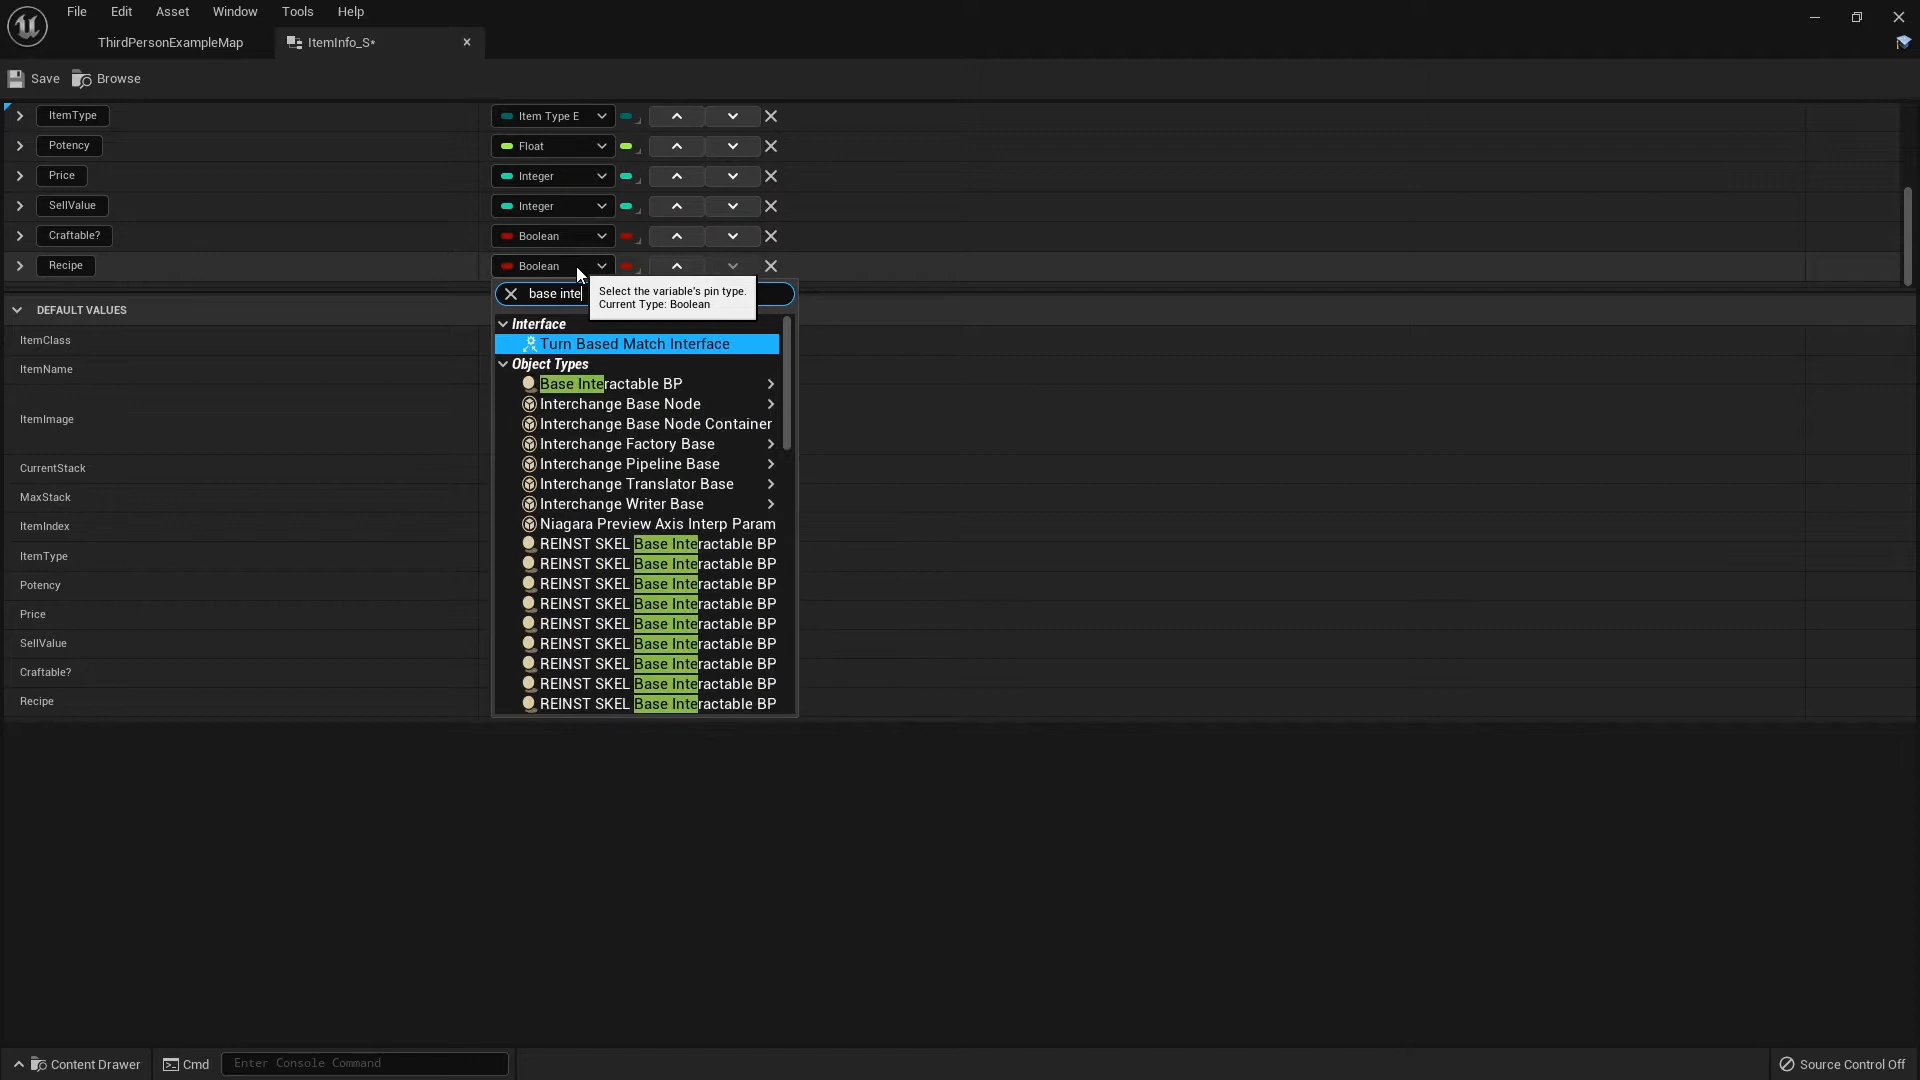 File Edit Asset Window Tools Help
ThirdPersonExampleMap ItemInfo_S*
Save Browse
ItemType Item Type E
Potency Float
Price Integer
SellValue Integer
Craftable? Boolean
Recipe Boolean
base inte
Select the variable's pin type.
Current Type: Boolean
DEFAULT VALUES
ItemClass
ItemName
ItemImage
CurrentStack
MaxStack
ItemIndex
ItemType
Potency
Price
SellValue
Craftable?
Recipe
Interface
Turn Based Match Interface
Object Types
Base Interactable BP
Interchange Base Node
Interchange Base Node Container
Interchange Factory Base
Interchange Pipeline Base
Interchange Translator Base
Interchange Writer Base
Niagara Preview Axis Interp Param
REINST SKEL Base Interactable BP
REINST SKEL Base Interactable BP
REINST SKEL Base Interactable BP
REINST SKEL Base Interactable BP
REINST SKEL Base Interactable BP
REINST SKEL Base Interactable BP
REINST SKEL Base Interactable BP
REINST SKEL Base Interactable BP
REINST SKEL Base Interactable BP
Content Drawer Cmd Enter Console Command Source Control Off